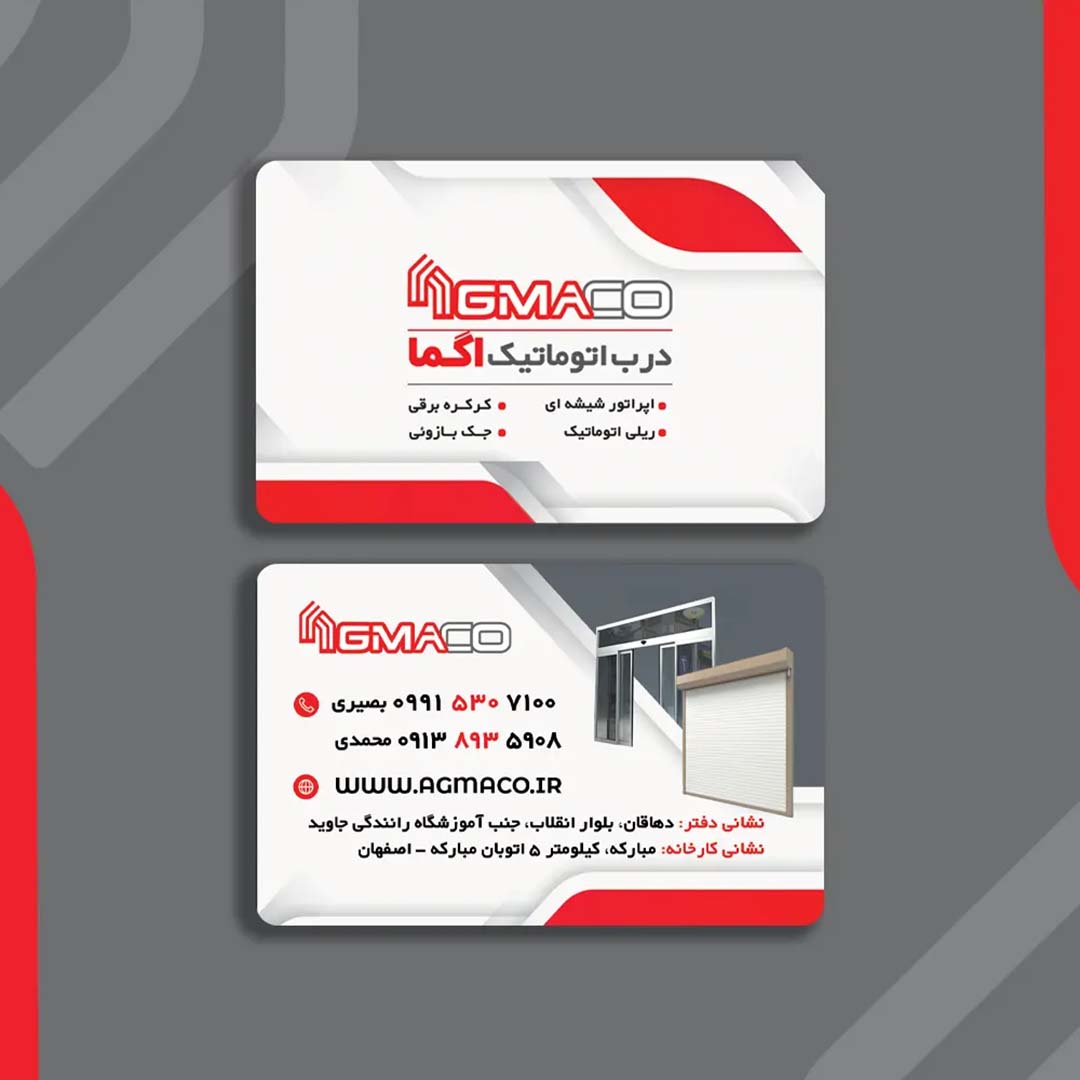 AGMACO
درب اتوماتیک اگما
اپراتور شیشه ای
کرکره برقی
ریلی اتوماتیک
جک بازوئی
AGMACO
۰۹۹۱ ۵۳۰ ۷۱۰۰ بصیری
۰۹۱۳ ۸۹۳ ۵۹۰۸ محمدی
WWW.AGMACO.IR
نشانی دفتر: دهاقان، بلوار انقلاب، جنب آموزشگاه رانندگی جاوید
نشانی کارخانه: مبارکه، کیلومتر ۵ اتوبان مبارکه - اصفهان